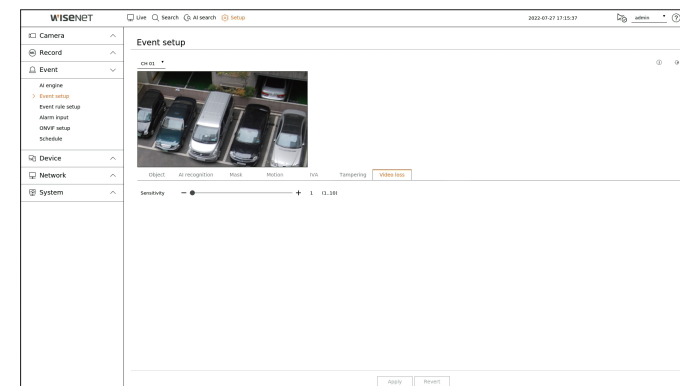 WISENET
Live Search AI search Setup 2022-07-27 17:15:37 admin
Camera
Record
Event
AI engine
Event setup
Event rule setup
Alarm input
ONVIF setup
Schedule
Device
Network
System
Event setup
CH 01
Object AI recognition Mask Motion IVA Tampering Video loss
Sensitivity 1 (1..10)
Apply Revert